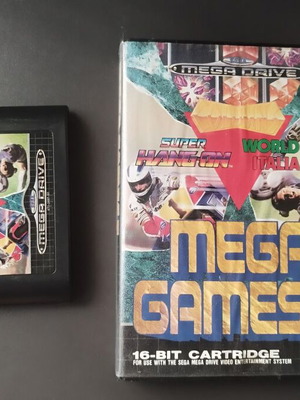 MEGA DRIVE
MEGA DRIVE
SUPER
HANG-ON
WORLD
ITALIA
MEGA
GAMES
16-BIT CARTRIDGE
FOR USE WITH THE SEGA MEGA DRIVE VIDEO ENTERTAINMENT SYSTEM